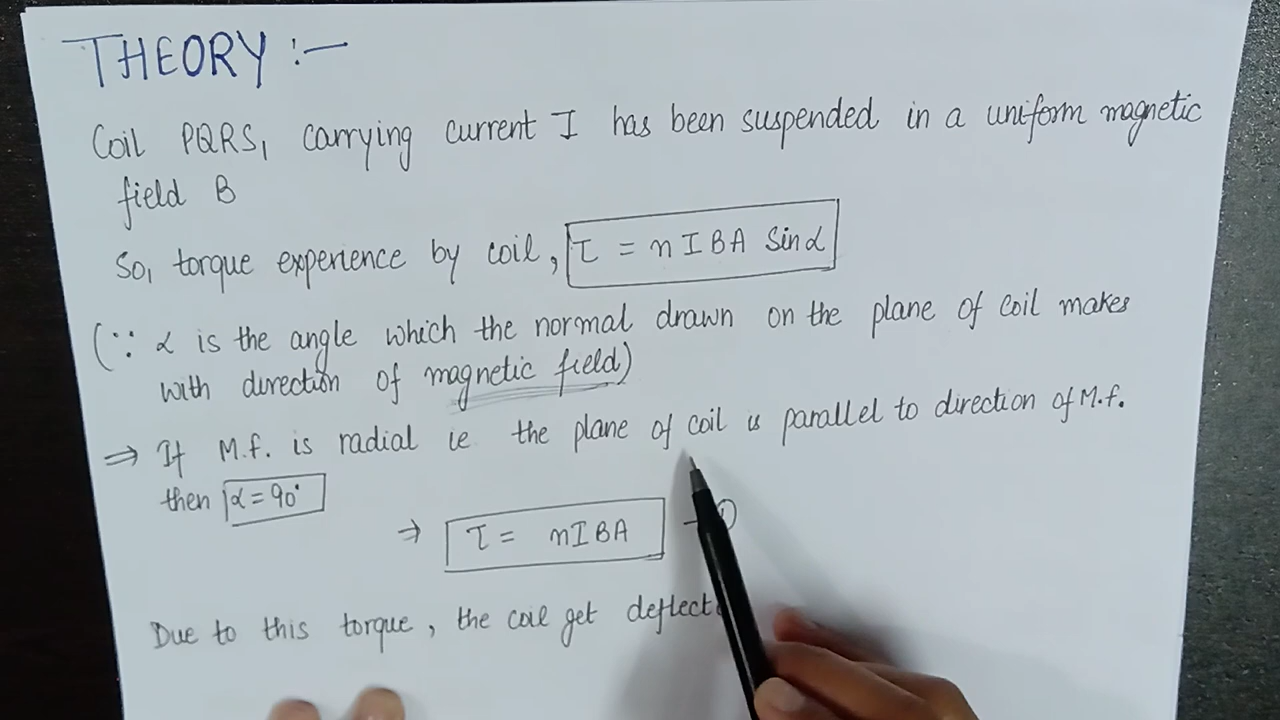 THEORY :-
Coil PQRS, carrying current I has been suspended in a uniform magnetic
field B
So, torque experience by coil, τ = nIBA Sinα
(∵ α is the angle which the normal drawn on the plane of coil makes
with direction of magnetic field)
⇒ If M.f. is radial ie the plane of coil is parallel to direction of M.f.
then α = 90°
⇒ τ = nIBA
Due to this torque, the coil get